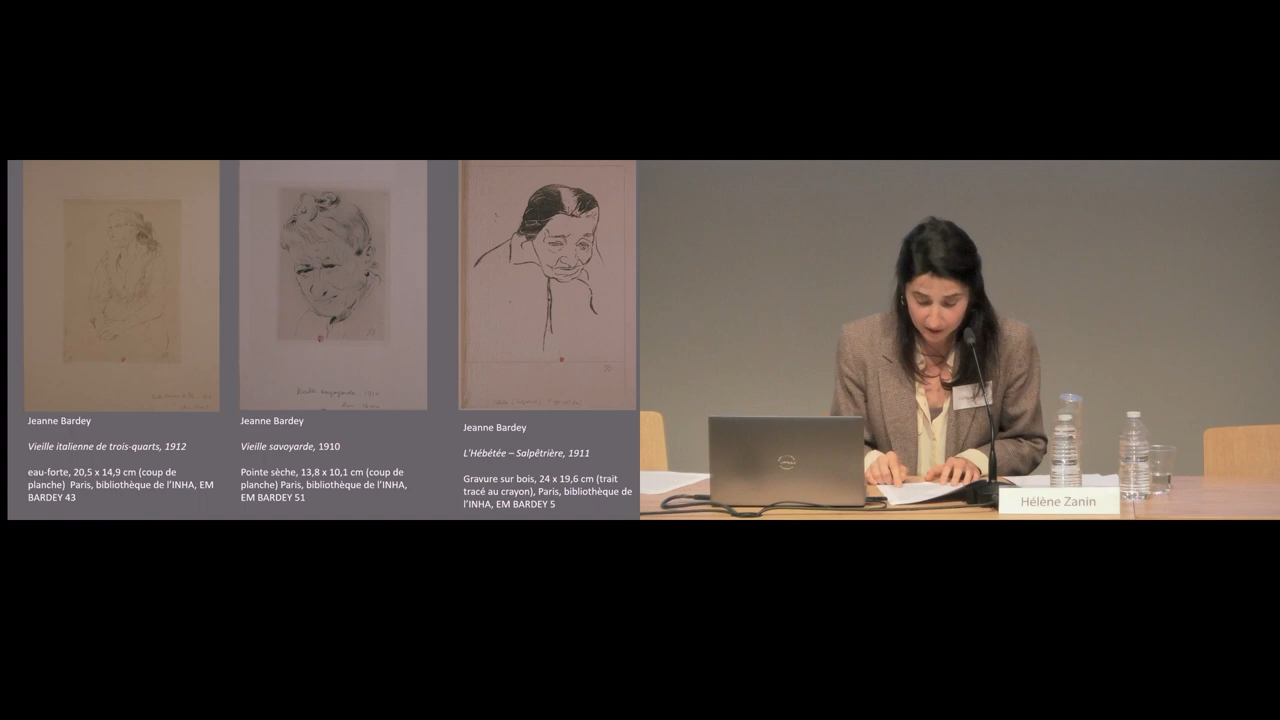 Jeanne Bardey
Vieille italienne de trois-quarts, 1912
eau-forte, 20,5 x 14,9 cm (coup de
planche) Paris, bibliothèque de l'INHA, EM
BARDEY 43
Jeanne Bardey
Vieille savoyarde, 1910
Pointe sèche, 13,8 x 10,1 cm (coup de
planche) Paris, bibliothèque de l'INHA,
EM BARDEY 51
Jeanne Bardey
L'Hébétée – Salpêtrière, 1911
Gravure sur bois, 24 x 19,6 cm (trait
tracé au crayon), Paris, bibliothèque de
l'INHA, EM BARDEY 5
Hélène Zanin